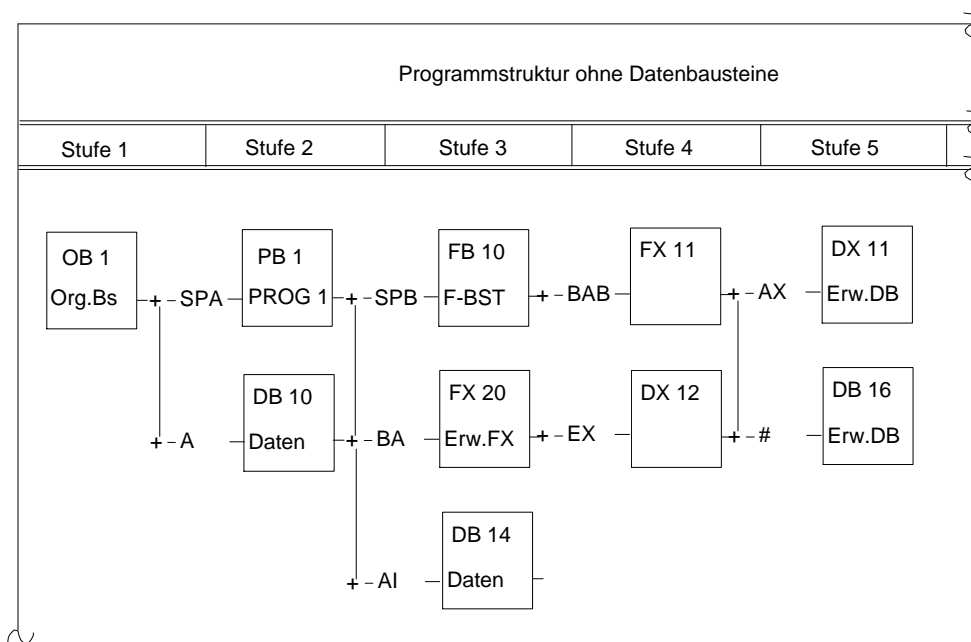 Programmstruktur ohne Datenbausteine
Stufe 1 Stufe 2 Stufe 3 Stufe 4 Stufe 5
OB 1 PB 1 FB 10 FX 11 DX 11
Org.Bs +-SPA PROG 1 +-SPB F-BST +-BAB +-AX Erw.DB
DB 10 FX 20 DX 12 DB 16
+-A Daten +-BA Erw.FX +-EX +-# Erw.DB
DB 14
+-AI Daten